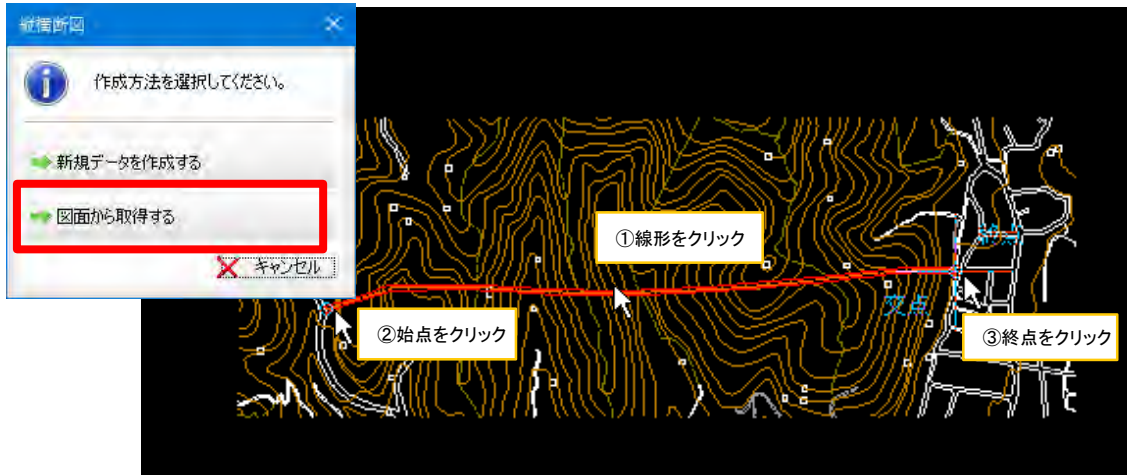 縦横断図
作成方法を選択してください。
新規データを作成する
図面から取得する
キャンセル
①線形をクリック
②始点をクリック
③終点をクリック
終点
交点